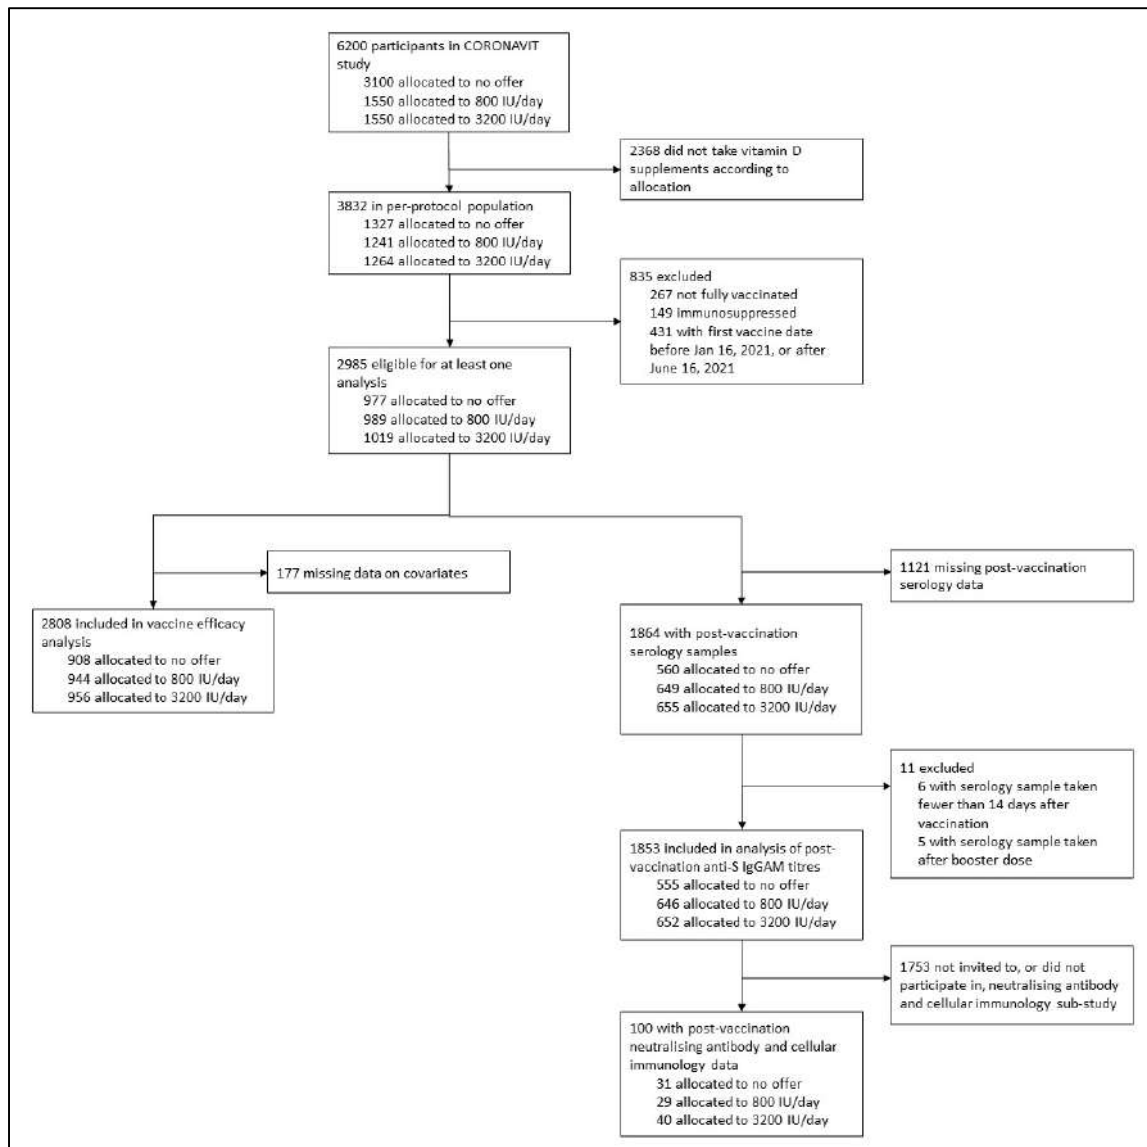 6200 participants in CORONAVIT
study
3100 allocated to no offer
1550 allocated to 800 IU/day
1550 allocated to 3200 IU/day
2368 did not take vitamin D
supplements according to
allocation
3832 in per-protocol population
1327 allocated to no offer
1241 allocated to 800 IU/day
1264 allocated to 3200 IU/day
835 excluded
267 not fully vaccinated
149 immunosuppressed
431 with first vaccine date
before Jan 16, 2021, or after
June 16, 2021
2985 eligible for at least one
analysis
977 allocated to no offer
989 allocated to 800 IU/day
1019 allocated to 3200 IU/day
177 missing data on covariates
1121 missing post-vaccination
serology data
2808 included in vaccine efficacy
analysis
908 allocated to no offer
944 allocated to 800 IU/day
956 allocated to 3200 IU/day
1864 with post-vaccination
serology samples
560 allocated to no offer
649 allocated to 800 IU/day
655 allocated to 3200 IU/day
11 excluded
6 with serology sample taken
fewer than 14 days after
vaccination
5 with serology sample taken
after booster dose
1853 included in analysis of post-
vaccination anti-S IgGAM titres
555 allocated to no offer
646 allocated to 800 IU/day
652 allocated to 3200 IU/day
1753 not invited to, or did not
participate in, neutralising antibody
and cellular immunology sub-study
100 with post-vaccination
neutralising antibody and cellular
immunology data
31 allocated to no offer
29 allocated to 800 IU/day
40 allocated to 3200 IU/day